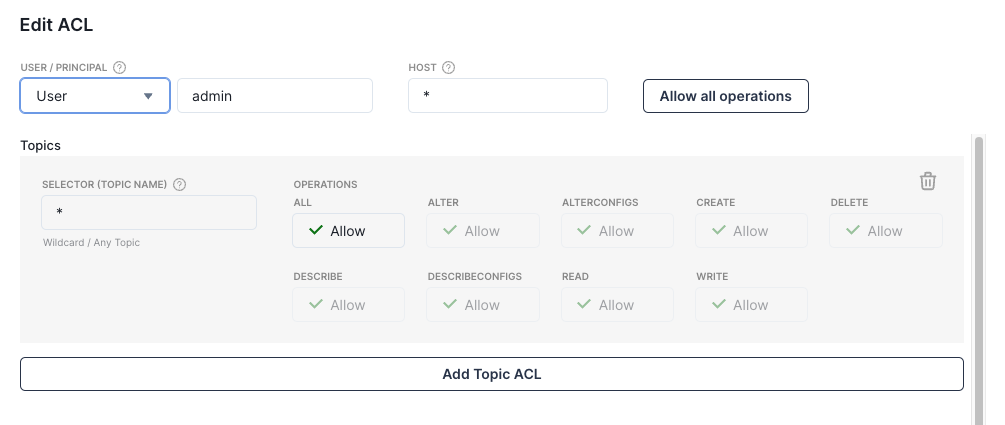 Edit ACL
USER / PRINCIPAL ?
HOST ?
User
admin
*
Allow all operations
Topics
SELECTOR (TOPIC NAME) ?
*
Wildcard / Any Topic
OPERATIONS
ALL ALTER ALTERCONFIGS CREATE DELETE
Allow Allow Allow Allow Allow
DESCRIBE DESCRIBECONFIGS READ WRITE
Allow Allow Allow Allow
Add Topic ACL